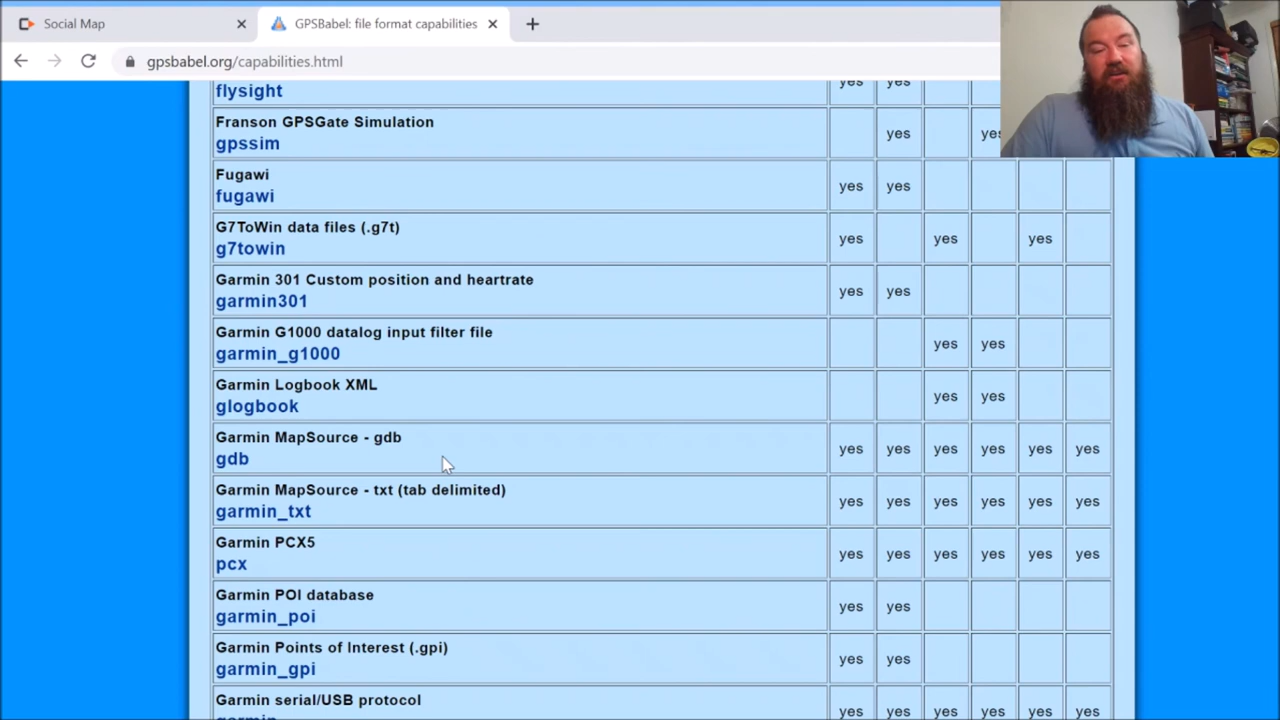 Social Map
GPSBabel: file format capabilities
gpsbabel.org/capabilities.html
flysight yes yes
Franson GPSGate Simulation
gpssim yes yes
Fugawi
fugawi yes yes
G7ToWin data files (.g7t)
g7towin yes yes yes
Garmin 301 Custom position and heartrate
garmin301 yes yes
Garmin G1000 datalog input filter file
garmin_g1000 yes yes
Garmin Logbook XML
glogbook yes yes
Garmin MapSource - gdb
gdb yes yes yes yes yes yes
Garmin MapSource - txt (tab delimited)
garmin_txt yes yes yes yes yes yes
Garmin PCX5
pcx yes yes yes yes yes yes
Garmin POI database
garmin_poi yes yes
Garmin Points of Interest (.gpi)
garmin_gpi yes yes
Garmin serial/USB protocol
garmin yes yes yes yes yes yes